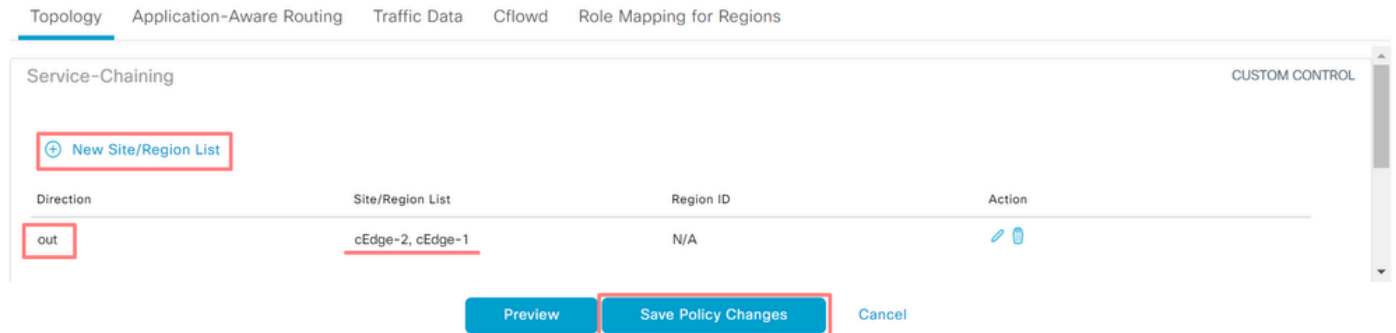 Topology Application-Aware Routing Traffic Data Cflowd Role Mapping for Regions
Service-Chaining CUSTOM CONTROL
New Site/Region List
Direction Site/Region List Region ID Action
out cEdge-2, cEdge-1 N/A
Preview Save Policy Changes Cancel